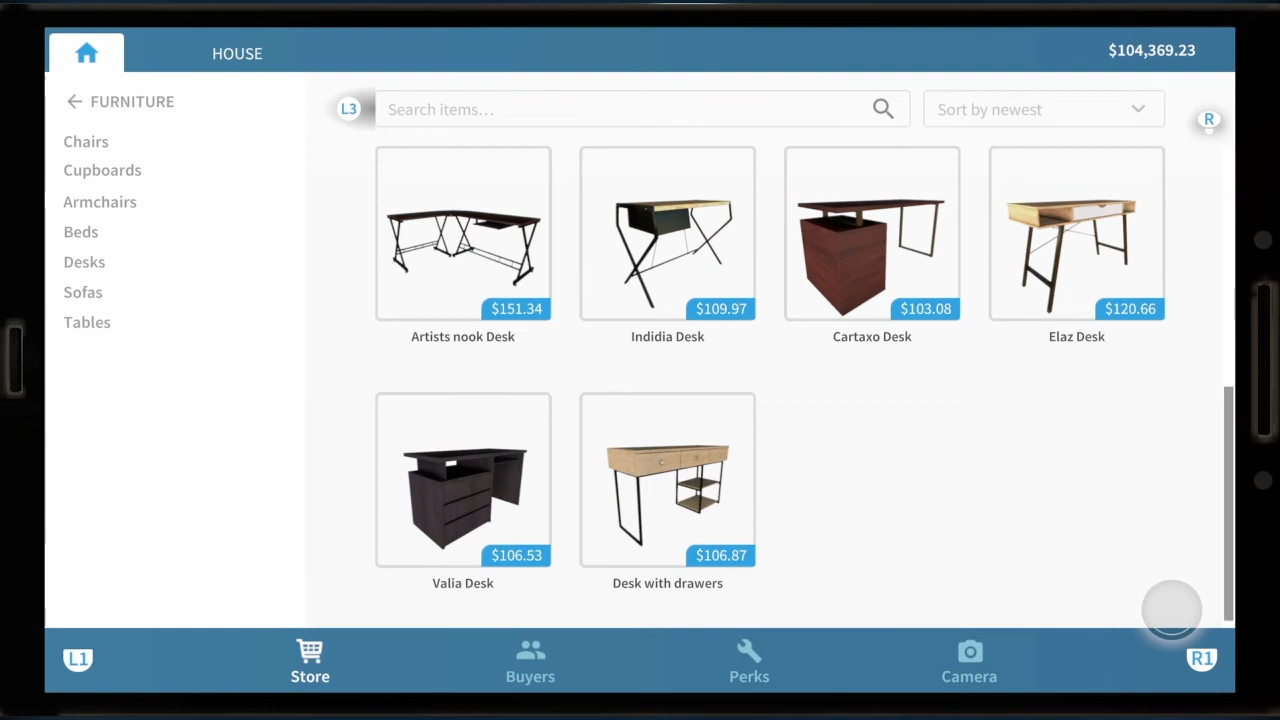 HOUSE
$104,369.23
FURNITURE
Chairs
Cupboards
Armchairs
Beds
Desks
Sofas
Tables
L3
Search items...
Sort by newest
R
$151.34
$109.97
$103.08
$120.66
Artists nook Desk
Indidia Desk
Cartaxo Desk
Elaz Desk
$106.53
$106.87
Valia Desk
Desk with drawers
L1
Store
Buyers
Perks
Camera
R1